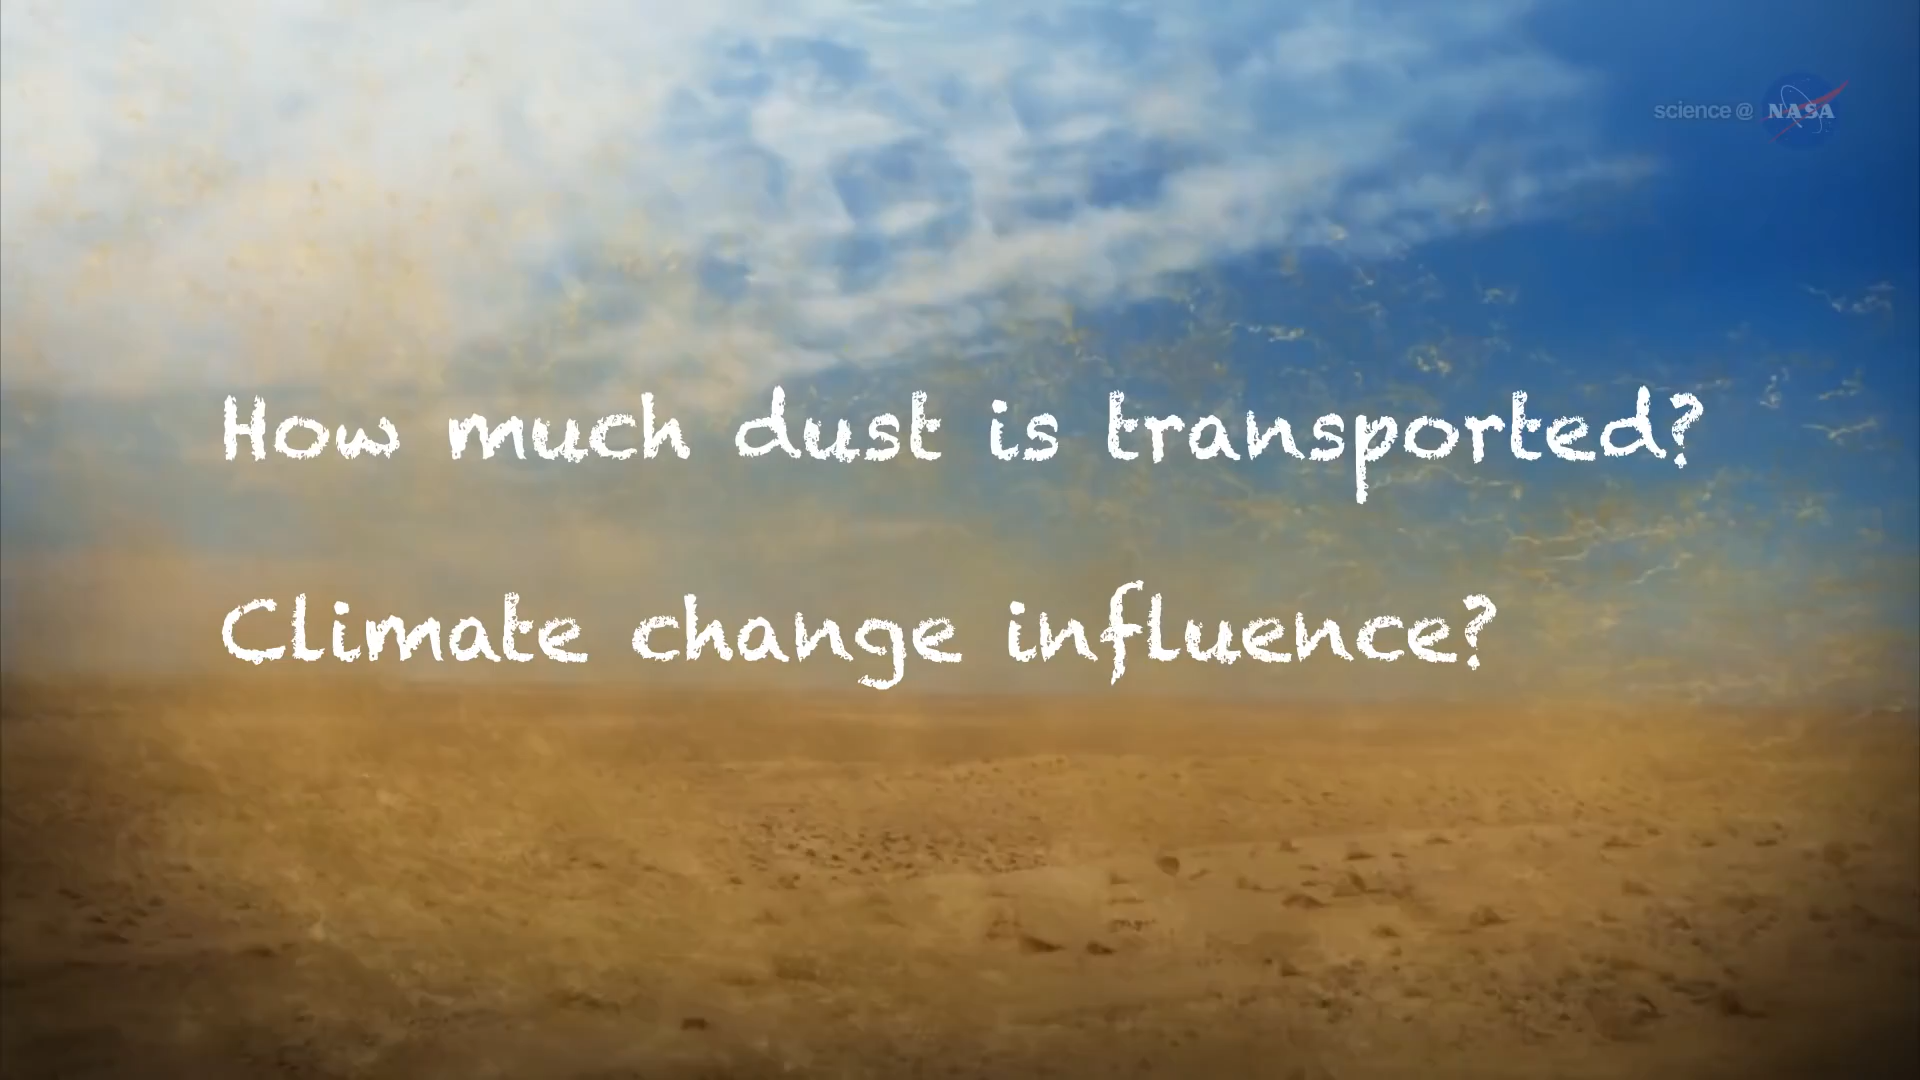 science @ NASA
How much dust is transported?
Climate change influence?